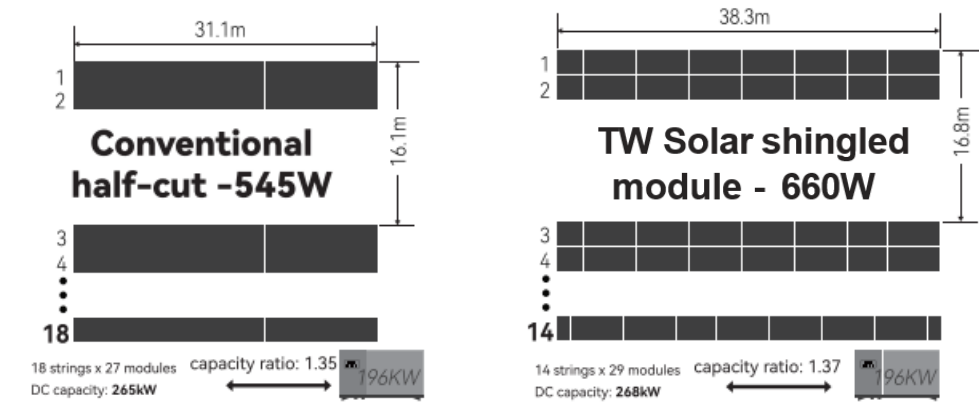 31.1m
1
2
16.1m
Conventional
half-cut -545W
3
4
18
18 strings x 27 modules
DC capacity: 265kW
capacity ratio: 1.35
196KW
38.3m
1
2
16.8m
TW Solar shingled
module - 660W
3
4
14
14 strings x 29 modules
DC capacity: 268kW
capacity ratio: 1.37
196KW